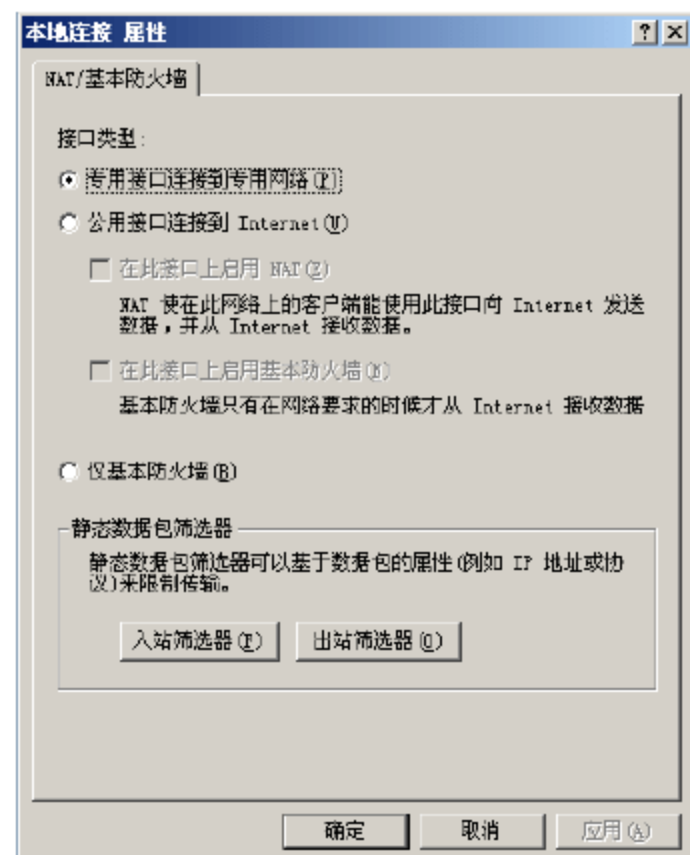 本地连接 属性
NAT/基本防火墙
接口类型:
专用接口连接到专用网络(P)
公用接口连接到 Internet(U)
在此接口上启用 NAT(E)
NAT 使在此网络上的客户端能使用此接口向 Internet 发送
数据，并从 Internet 接收数据。
在此接口上启用基本防火墙(N)
基本防火墙只有在网络要求的时候才从 Internet 接收数据
仅基本防火墙(B)
静态数据包筛选器
静态数据包筛选器可以基于数据包的属性(例如 IP 地址或协
议)来限制传输。
入站筛选器(F)
出站筛选器(O)
确定
取消
应用(A)